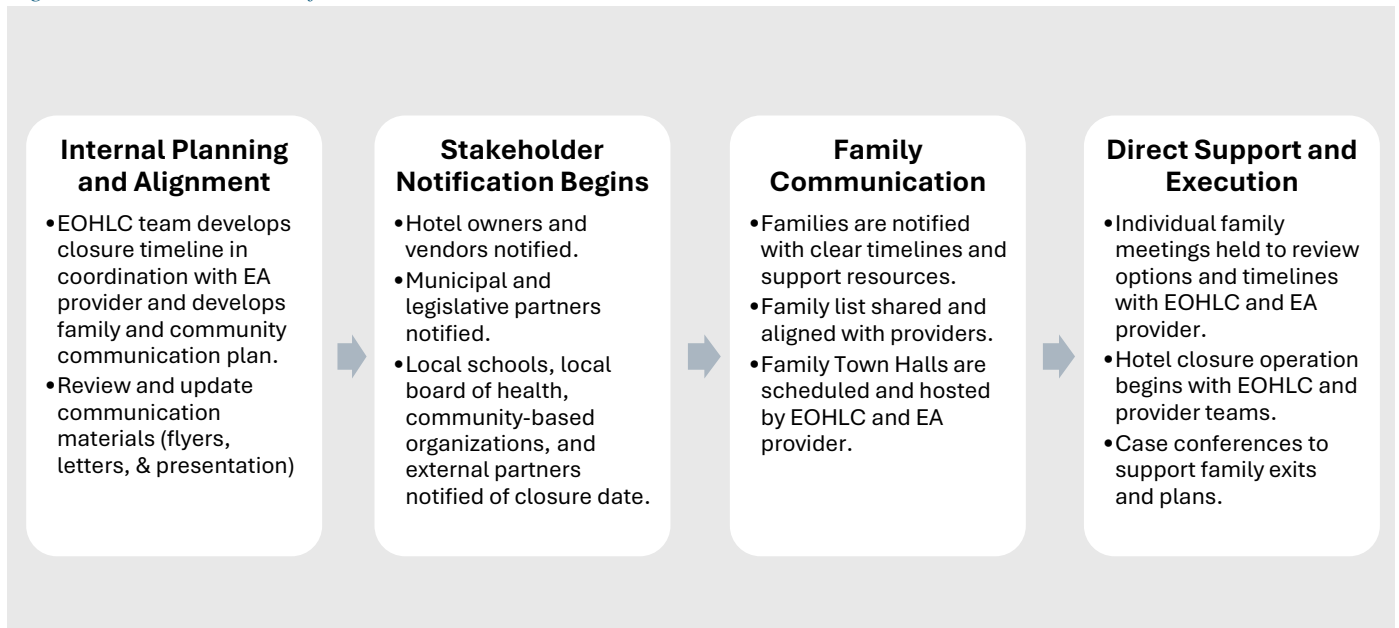 Internal Planning
and Alignment
•EOHLC team develops
closure timeline in
coordination with EA
provider and develops
family and community
communication plan.
•Review and update
communication
materials (flyers,
letters, & presentation)
Stakeholder
Notification Begins
•Hotel owners and
vendors notified.
•Municipal and
legislative partners
notified.
•Local schools, local
board of health,
community-based
organizations, and
external partners
notified of closure date.
Family
Communication
•Families are notified
with clear timelines and
support resources.
•Family list shared and
aligned with providers.
•Family Town Halls are
scheduled and hosted
by EOHLC and EA
provider.
Direct Support and
Execution
•Individual family
meetings held to review
options and timelines
with EOHLC and EA
provider.
•Hotel closure operation
begins with EOHLC and
provider teams.
•Case conferences to
support family exits
and plans.